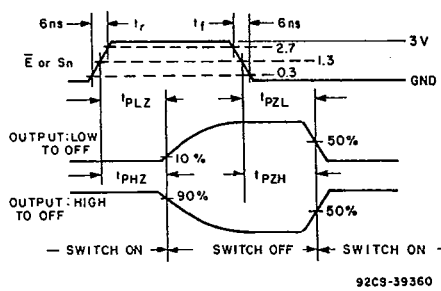 6ns tr tf 6ns
3V
2.7
E̅ or Sn
1.3
0.3
GND
tPLZ tPZL
OUTPUT:LOW
TO OFF
10% 50%
tPHZ tPZH
OUTPUT:HIGH
TO OFF
90% 50%
SWITCH ON SWITCH OFF SWITCH ON
92CS-39360